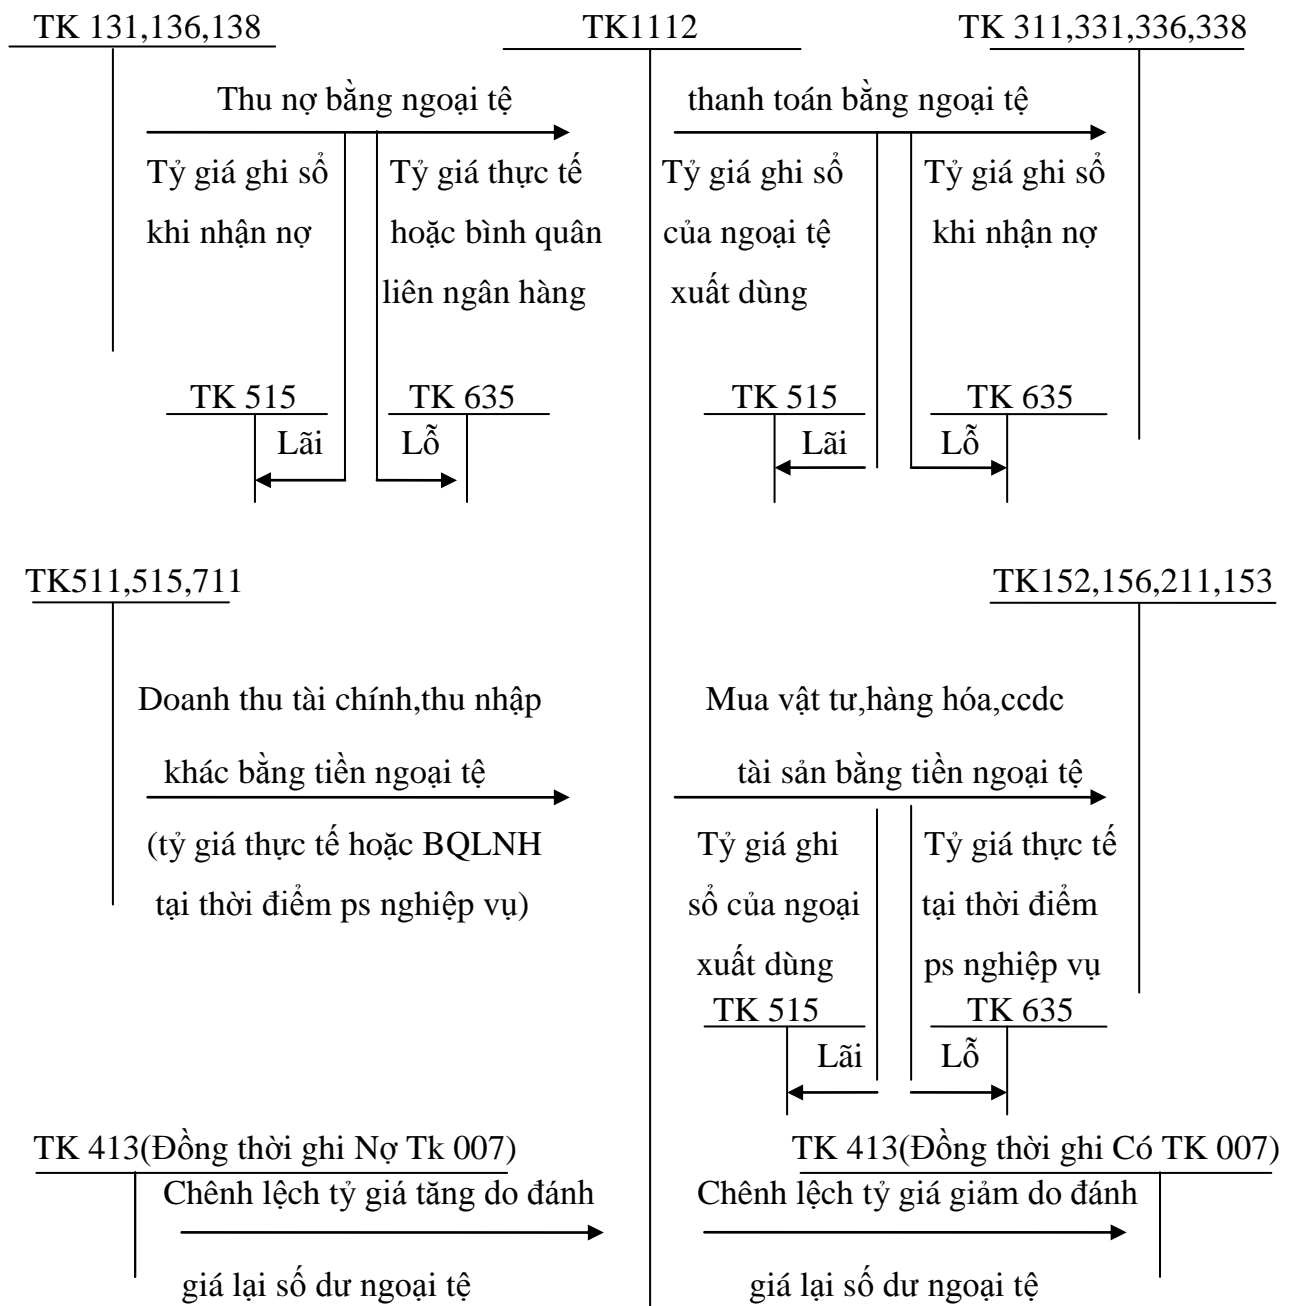 TK 131,136,138
TK1112
TK 311,331,336,338
Thu nợ bằng ngoại tệ
thanh toán bằng ngoại tệ
Tỷ giá ghi sổ
khi nhận nợ
Tỷ giá thực tế
hoặc bình quân
liên ngân hàng
Tỷ giá ghi sổ
của ngoại tệ
xuất dùng
Tỷ giá ghi sổ
khi nhận nợ
TK 515
Lãi
TK 635
Lỗ
TK 515
Lãi
TK 635
Lỗ
TK511,515,711
TK152,156,211,153
Doanh thu tài chính,thu nhập
khác bằng tiền ngoại tệ
(tỷ giá thực tế hoặc BQLNH
tại thời điểm ps nghiệp vụ)
Mua vật tư,hàng hóa,ccdc
tài sản bằng tiền ngoại tệ
Tỷ giá ghi
sổ của ngoại
xuất dùng
Tỷ giá thực tế
tại thời điểm
ps nghiệp vụ
TK 515
Lãi
TK 635
Lỗ
TK 413(Đồng thời ghi Nợ Tk 007)
Chênh lệch tỷ giá tăng do đánh
giá lại số dư ngoại tệ
TK 413(Đồng thời ghi Có TK 007)
Chênh lệch tỷ giá giảm do đánh
giá lại số dư ngoại tệ